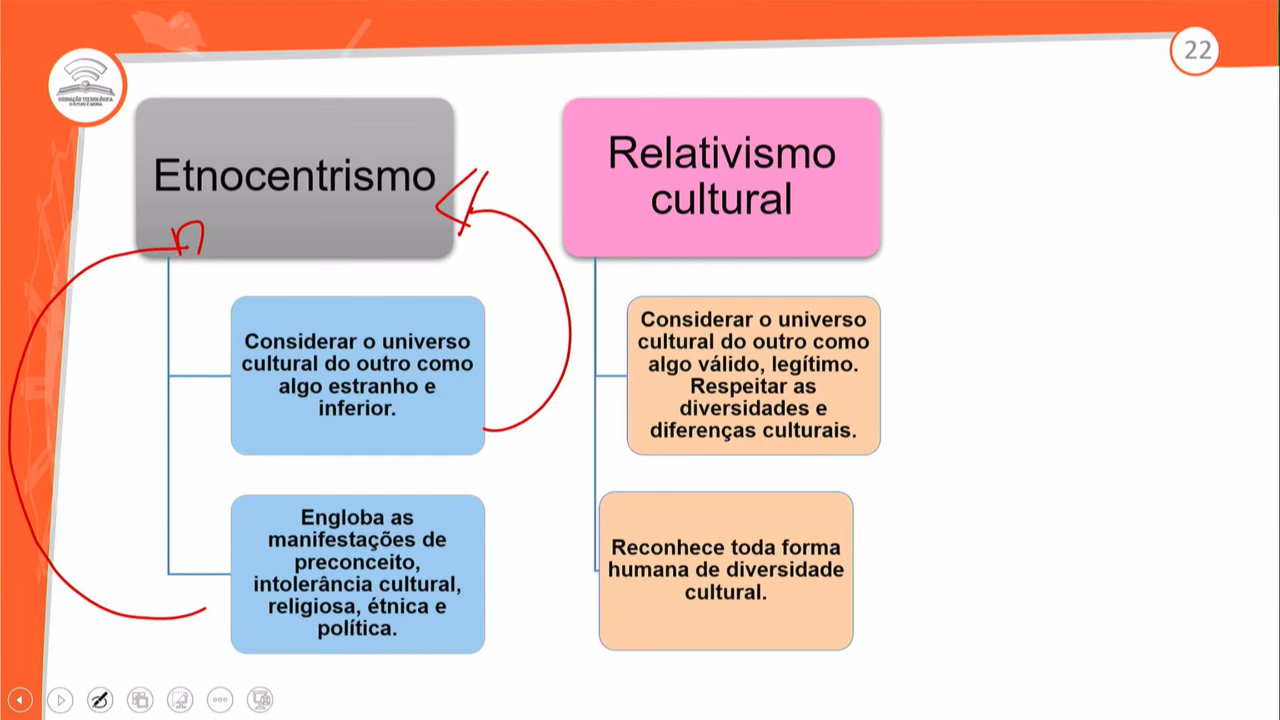 22
Etnocentrismo
Considerar o universo
cultural do outro como
algo estranho e
inferior.
Engloba as
manifestações de
preconceito,
intolerância cultural,
religiosa, étnica e
política.
Relativismo
cultural
Considerar o universo
cultural do outro como
algo válido, legítimo.
Respeitar as
diversidades e
diferenças culturais.
Reconhece toda forma
humana de diversidade
cultural.